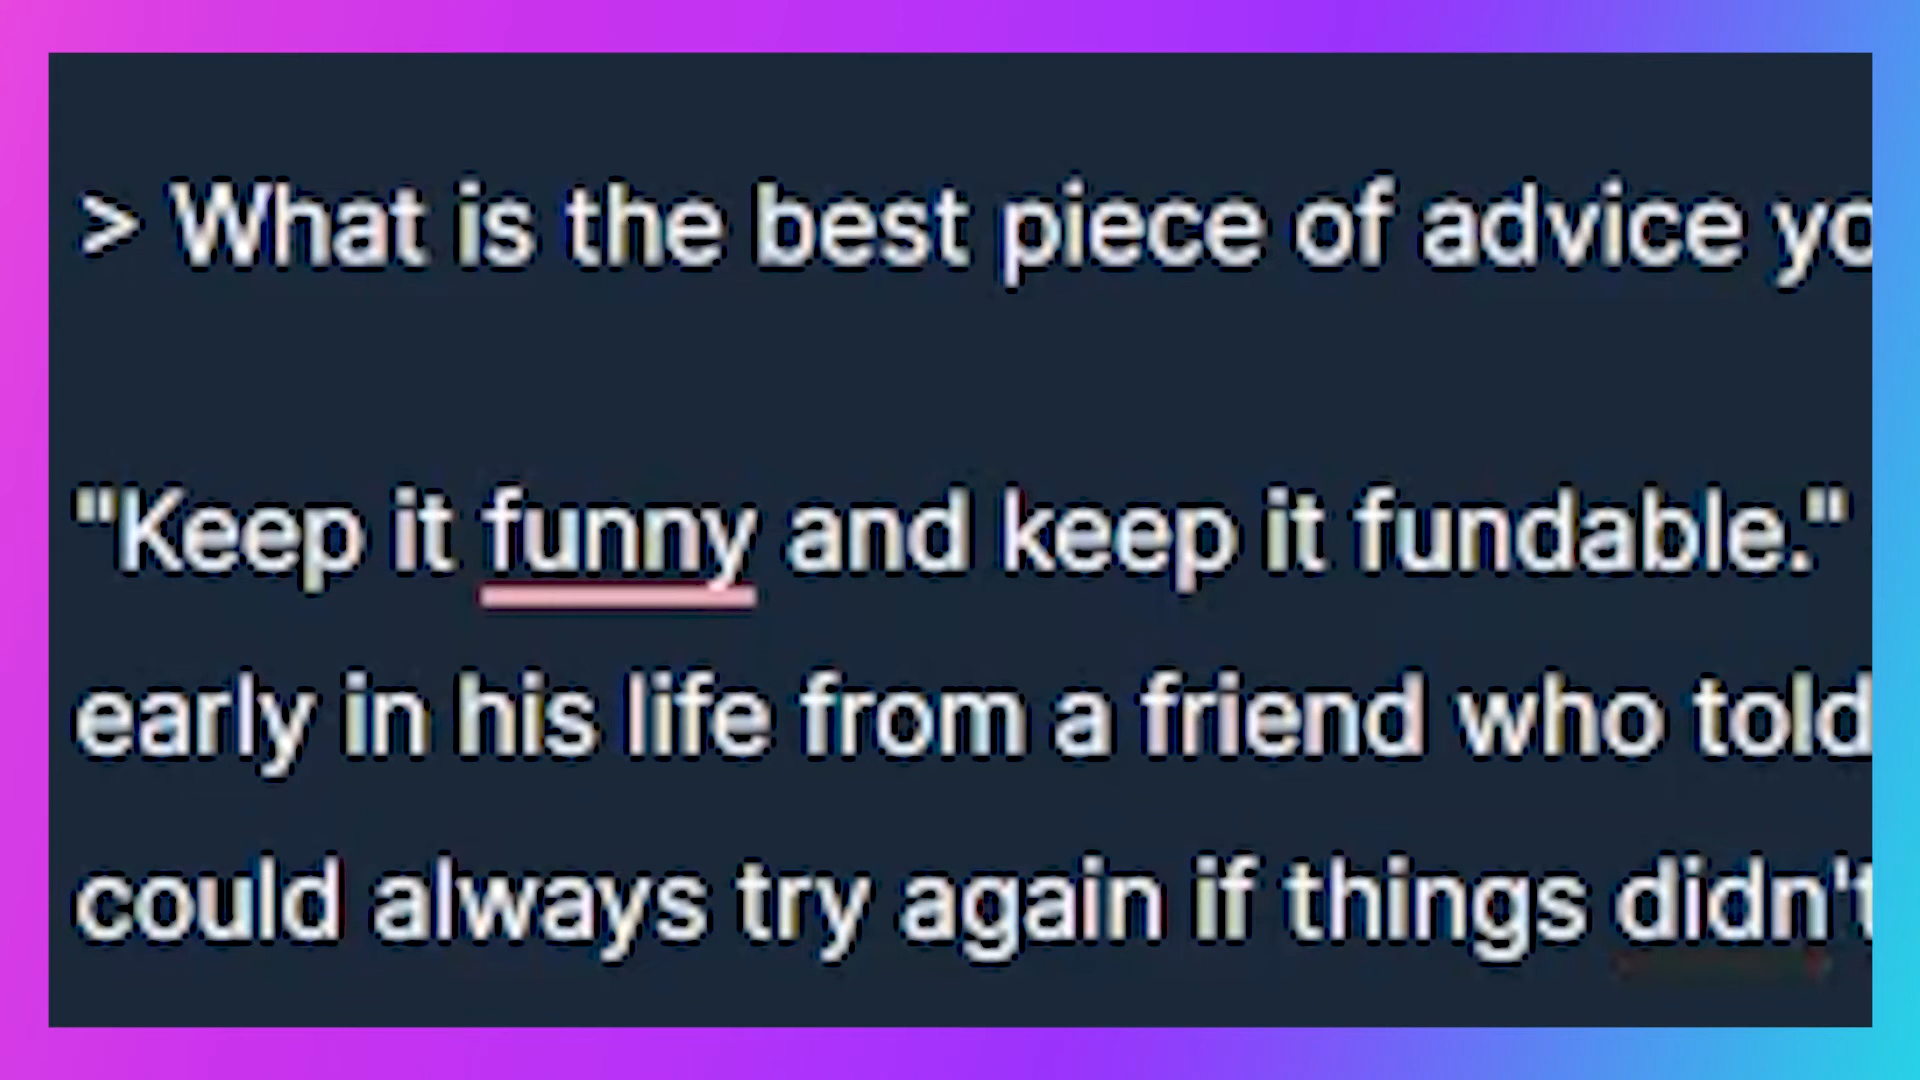 > What is the best piece of advice yo
"Keep it funny and keep it fundable."
early in his life from a friend who told
could always try again if things didn't